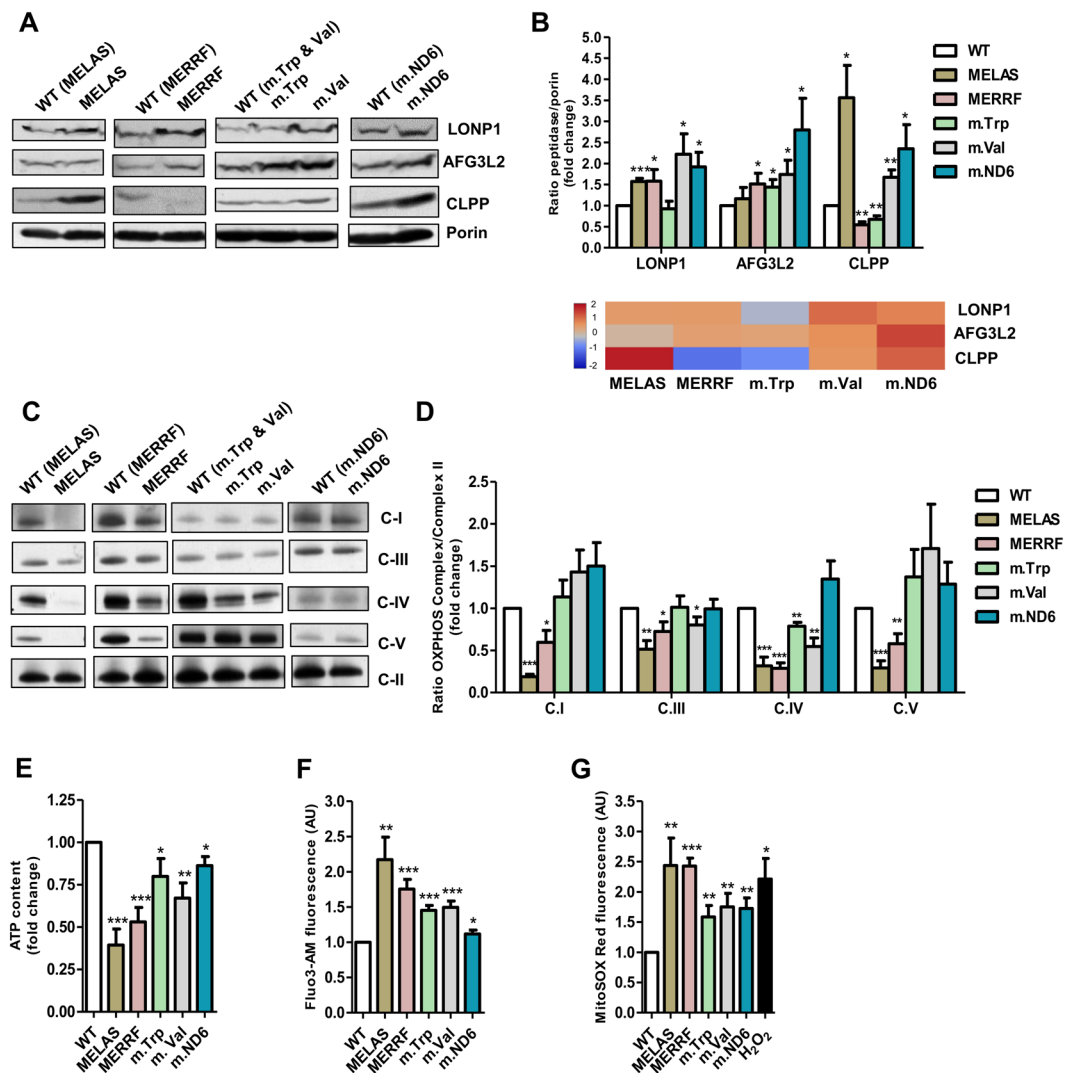 A
WT (MELAS)
MELAS
WT (MERRF)
MERRF
WT (m.Trp & Val)
m.Trp
m.Val
WT (m.ND6)
m.ND6
LONP1
AFG3L2
CLPP
Porin
B
Ratio peptidase/porin
(fold change)
5.0
4.5
4.0
3.5
3.0
2.5
2.0
1.5
1.0
0.5
0.0
*** * * *
* * * *
* ** ** ** *
LONP1 AFG3L2 CLPP
WT
MELAS
MERRF
m.Trp
m.Val
m.ND6
2
1
0
-1
-2
LONP1
AFG3L2
CLPP
MELAS MERRF m.Trp m.Val m.ND6
C
WT (MELAS)
MELAS
WT (MERRF)
MERRF
WT (m.Trp & Val)
m.Trp
m.Val
WT (m.ND6)
m.ND6
C-I
C-III
C-IV
C-V
C-II
D
Ratio OXPHOS Complex/Complex II
(fold change)
2.5
2.0
1.5
1.0
0.5
0.0
*** *
** * *
*** *** ** **
*** **
C.I C.III C.IV C.V
WT
MELAS
MERRF
m.Trp
m.Val
m.ND6
E
ATP content
(fold change)
1.00
0.75
0.50
0.25
0.00
*** *** * ** *
WT MELAS MERRF m.Trp m. Val m.ND6
F
Fluo3-AM fluorescence (AU)
3.0
2.5
2.0
1.5
1.0
0.5
0.0
** *** *** *** *
WT MELAS MERRF m.Trp m.Val m.ND6
G
MitoSOX Red fluorescence (AU)
3.5
3.0
2.5
2.0
1.5
1.0
0.5
0.0
** *** ** ** ** *
WT MELAS MERRF m.Trp m.Val m.ND6 H₂O₂